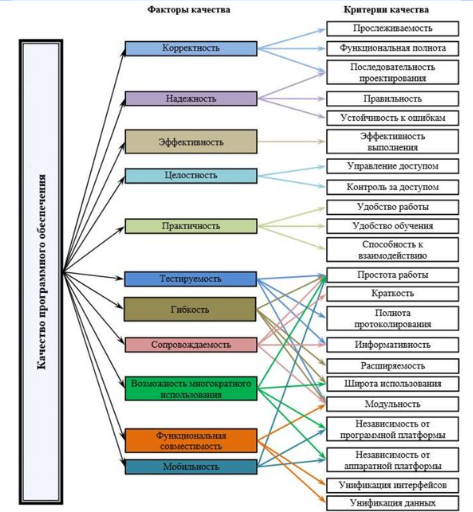 Факторы качества
Критерии качества
Качество программного обеспечения
Корректность
Надежность
Эффективность
Целостность
Практичность
Тестируемость
Гибкость
Сопровождаемость
Возможность многократного
использования
Функциональная
совместимость
Мобильность
Прослеживаемость
Функциональная полнота
Последовательность
проектирования
Правильность
Устойчивость к ошибкам
Эффективность
выполнения
Управление доступом
Контроль за доступом
Удобство работы
Удобство обучения
Способность к
взаимодействию
Простота работы
Краткость
Полнота
протоколирования
Информативность
Расширяемость
Широта использования
Модульность
Независимость от
программной платформы
Независимость от
аппаратной платформы
Унификация интерфейсов
Унификация данных